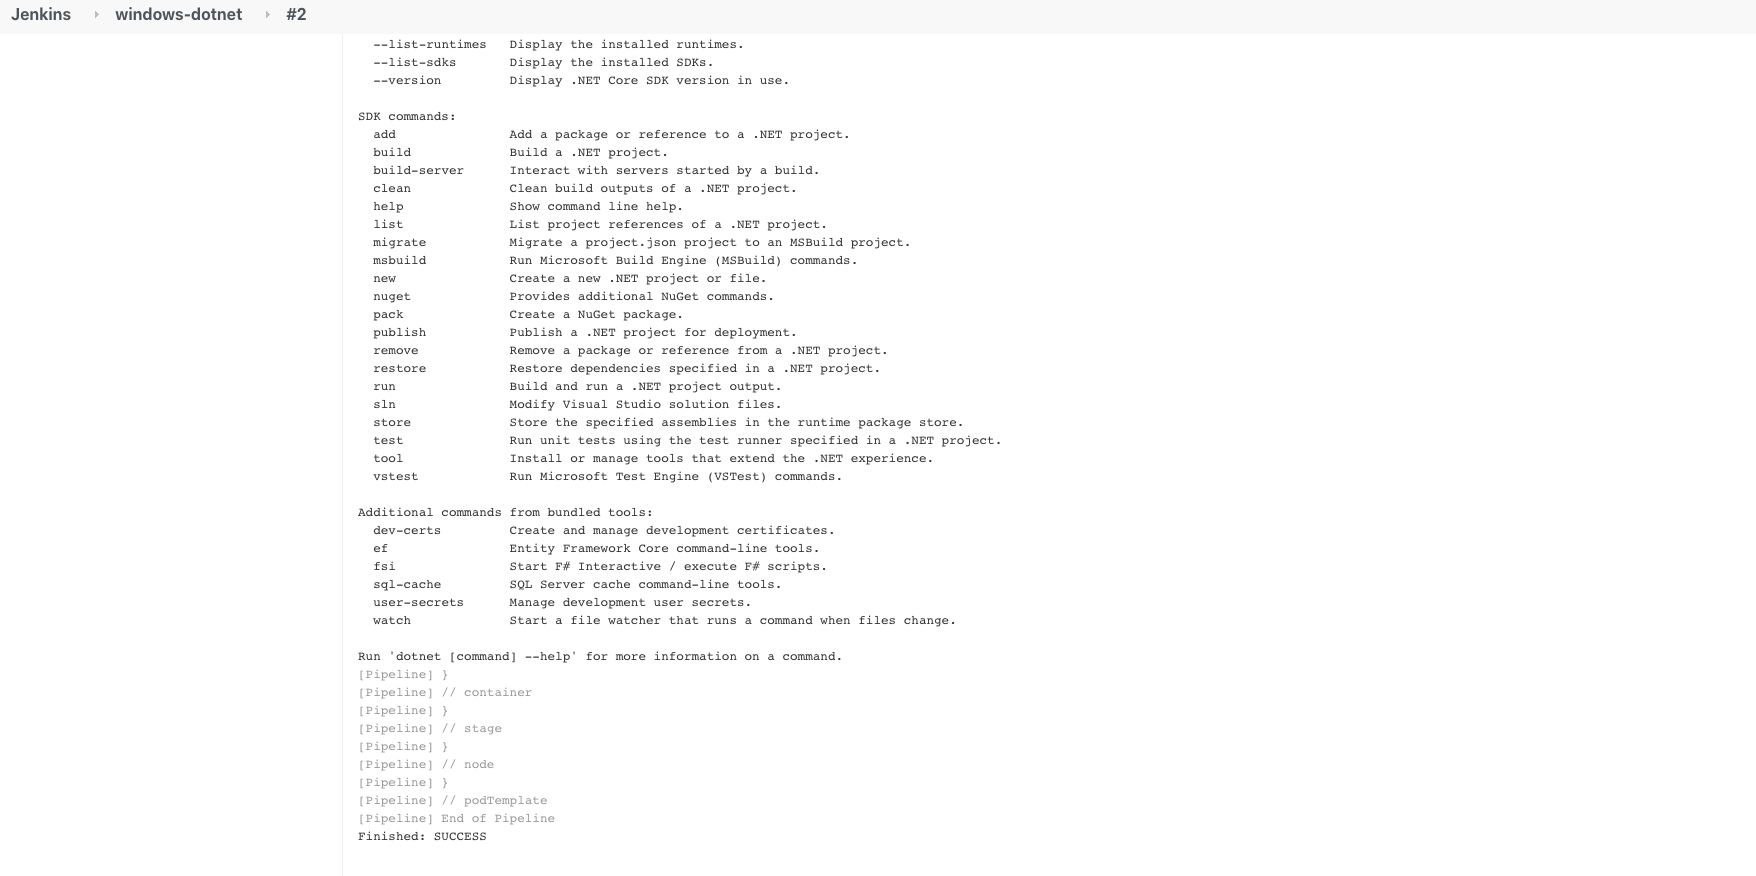 Jenkins ▸ windows-dotnet ▸ #2
--list-runtimes Display the installed runtimes.
--list-sdks Display the installed SDKs.
--version Display .NET Core SDK version in use.
SDK commands:
add Add a package or reference to a .NET project.
build Build a .NET project.
build-server Interact with servers started by a build.
clean Clean build outputs of a .NET project.
help Show command line help.
list List project references of a .NET project.
migrate Migrate a project.json project to an MSBuild project.
msbuild Run Microsoft Build Engine (MSBuild) commands.
new Create a new .NET project or file.
nuget Provides additional NuGet commands.
pack Create a NuGet package.
publish Publish a .NET project for deployment.
remove Remove a package or reference from a .NET project.
restore Restore dependencies specified in a .NET project.
run Build and run a .NET project output.
sln Modify Visual Studio solution files.
store Store the specified assemblies in the runtime package store.
test Run unit tests using the test runner specified in a .NET project.
tool Install or manage tools that extend the .NET experience.
vstest Run Microsoft Test Engine (VSTest) commands.
Additional commands from bundled tools:
dev-certs Create and manage development certificates.
ef Entity Framework Core command-line tools.
fsi Start F# Interactive / execute F# scripts.
sql-cache SQL Server cache command-line tools.
user-secrets Manage development user secrets.
watch Start a file watcher that runs a command when files change.
Run 'dotnet [command] --help' for more information on a command.
[Pipeline] }
[Pipeline] // container
[Pipeline] }
[Pipeline] // stage
[Pipeline] }
[Pipeline] // node
[Pipeline] }
[Pipeline] // podTemplate
[Pipeline] End of Pipeline
Finished: SUCCESS